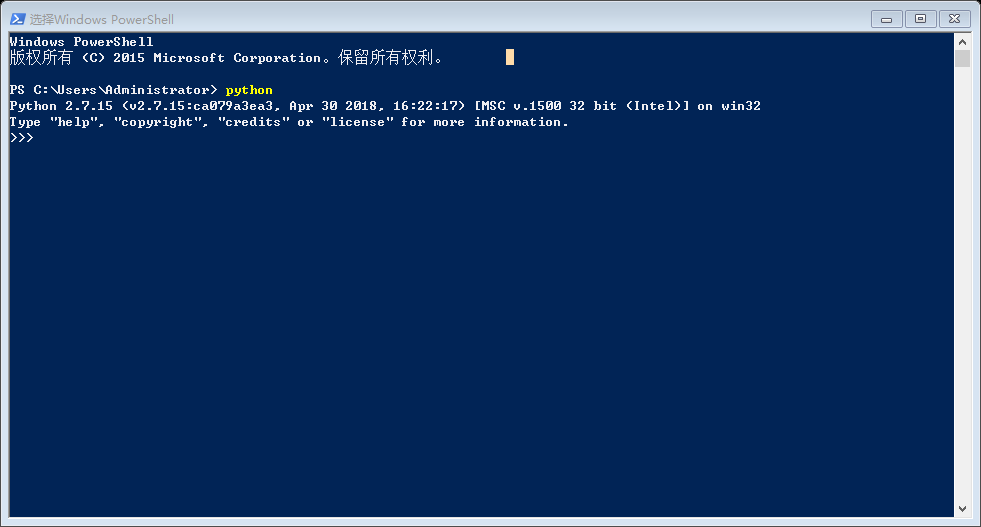 选择Windows PowerShell
Windows PowerShell
版权所有 (C) 2015 Microsoft Corporation。保留所有权利。
PS C:\Users\Administrator> python
Python 2.7.15 (v2.7.15:ca079a3ea3, Apr 30 2018, 16:22:17) [MSC v.1500 32 bit (Intel)] on win32
Type "help", "copyright", "credits" or "license" for more information.
>>>